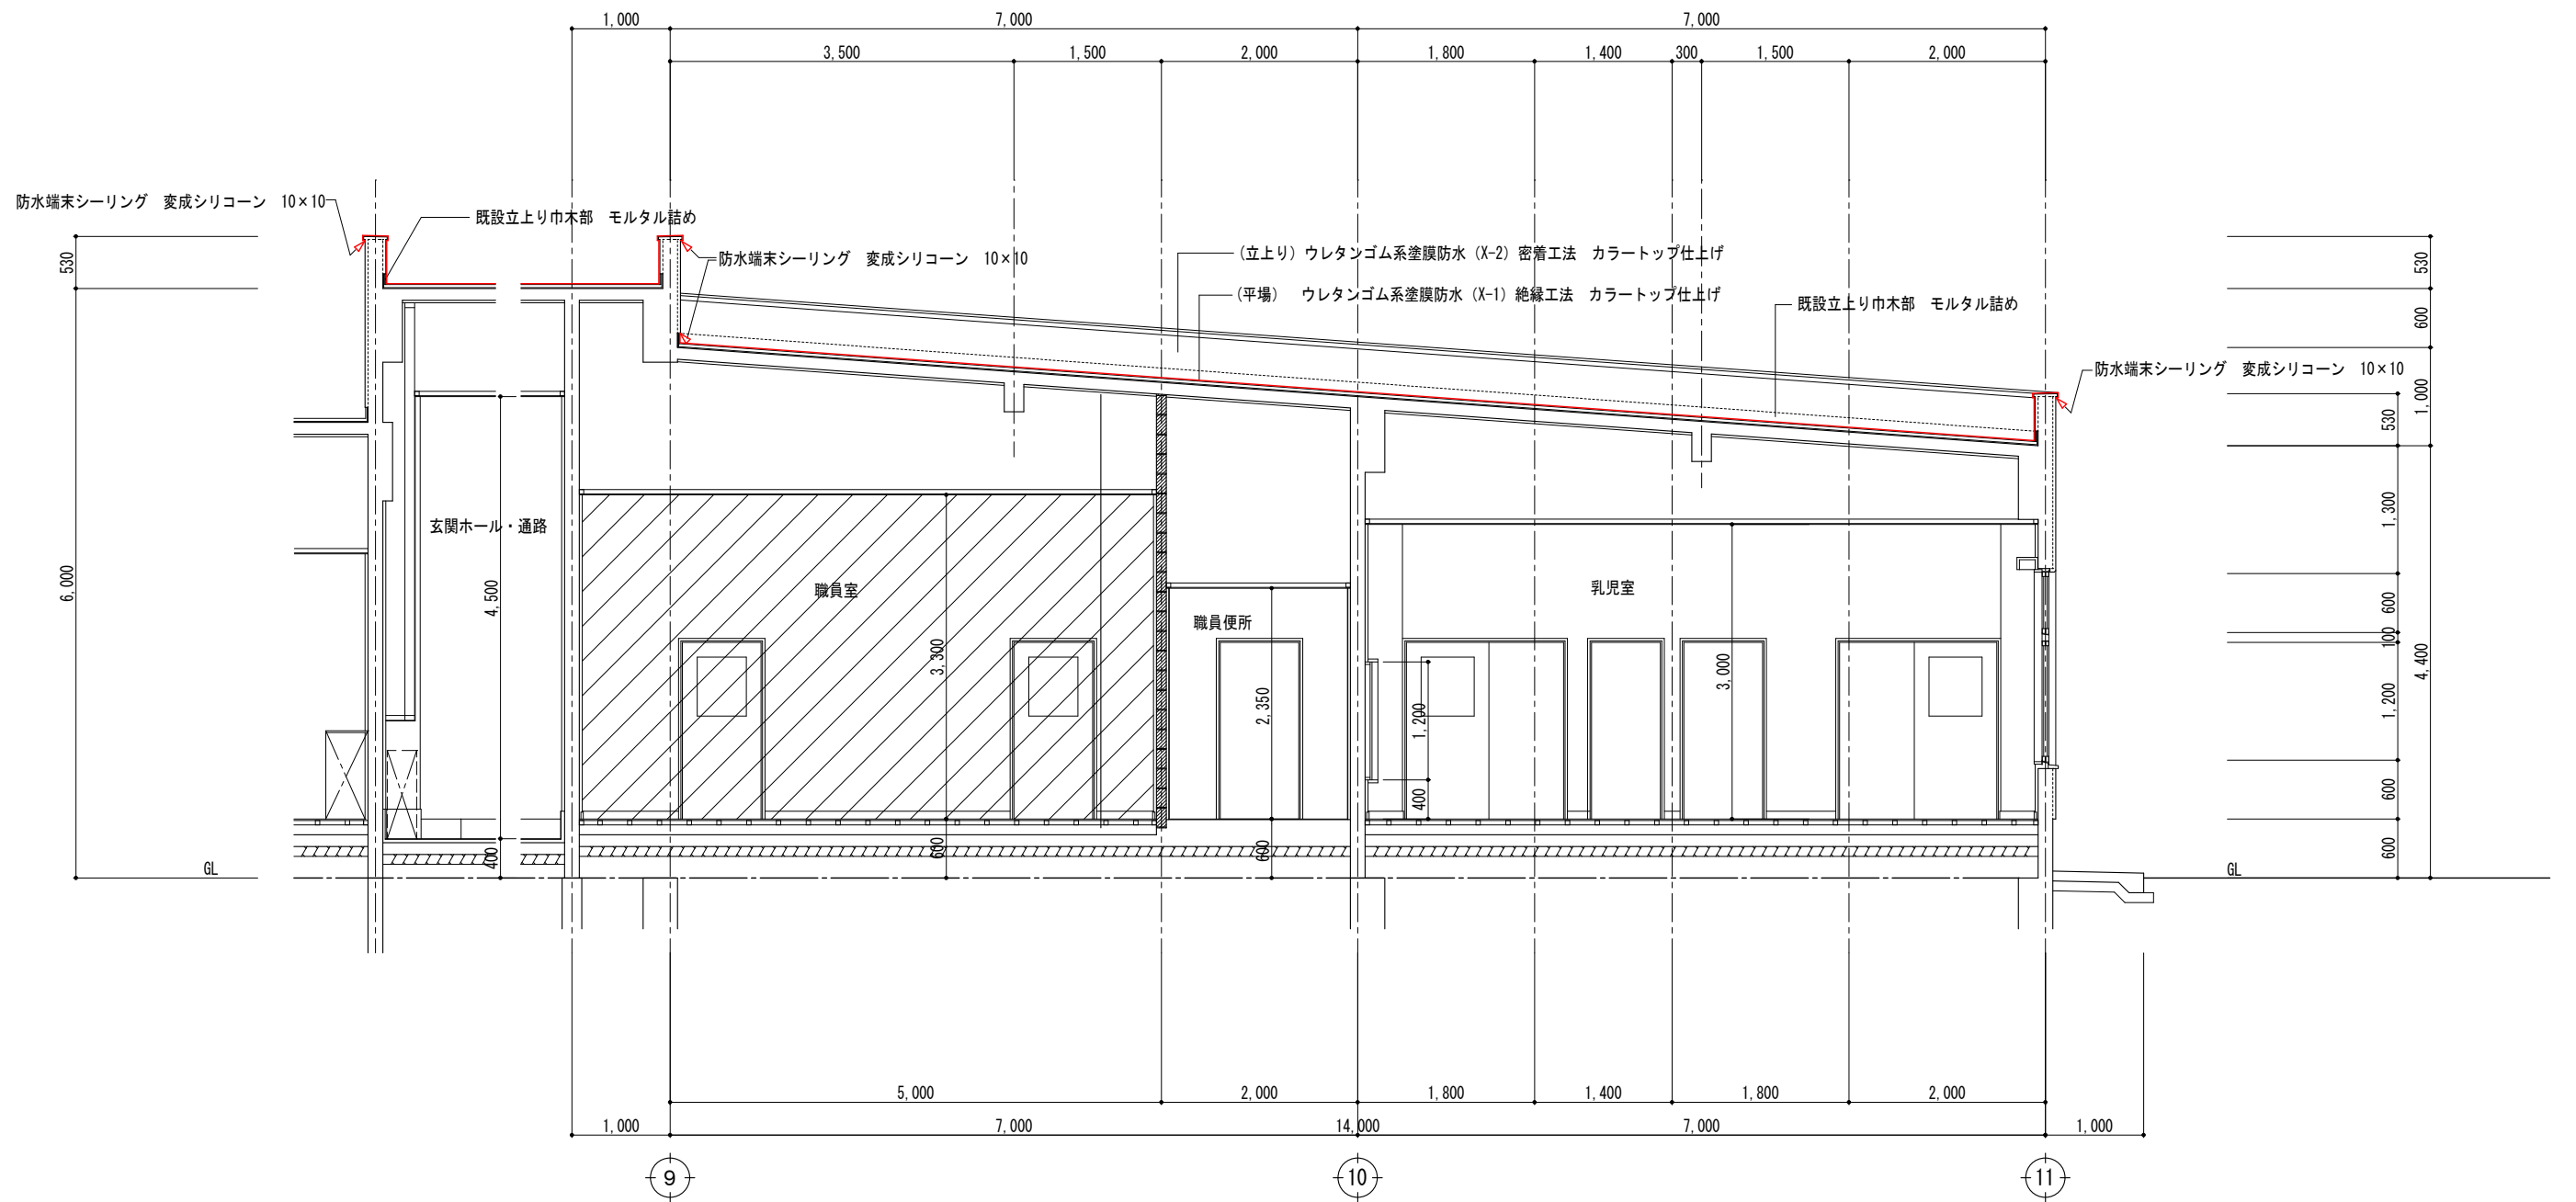 1,000 7,000 7,000
3,500 1,500 2,000 1,800 1,400 300 1,500 2,000
防水端末シーリング 変成シリコーン 10×10
既設立上り巾木部 モルタル詰め
防水端末シーリング 変成シリコーン 10×10
(立上り) ウレタンゴム系塗膜防水 (X-2) 密着工法 カラートップ仕上げ
(平場) ウレタンゴム系塗膜防水 (X-1) 絶縁工法 カラートップ仕上げ
既設立上り巾木部 モルタル詰め
防水端末シーリング 変成シリコーン 10×10
530
6,000
GL
玄関ホール・通路
4,500
400
職員室
3,300
600
職員便所
2,350
600
乳児室
1,200
400
3,000
530
1,300
600
100
1,200
600
600
530
600
1,000
4,400
GL
5,000 2,000 1,800 1,400 1,800 2,000
1,000 7,000 14,000 7,000 1,000
9 10 11